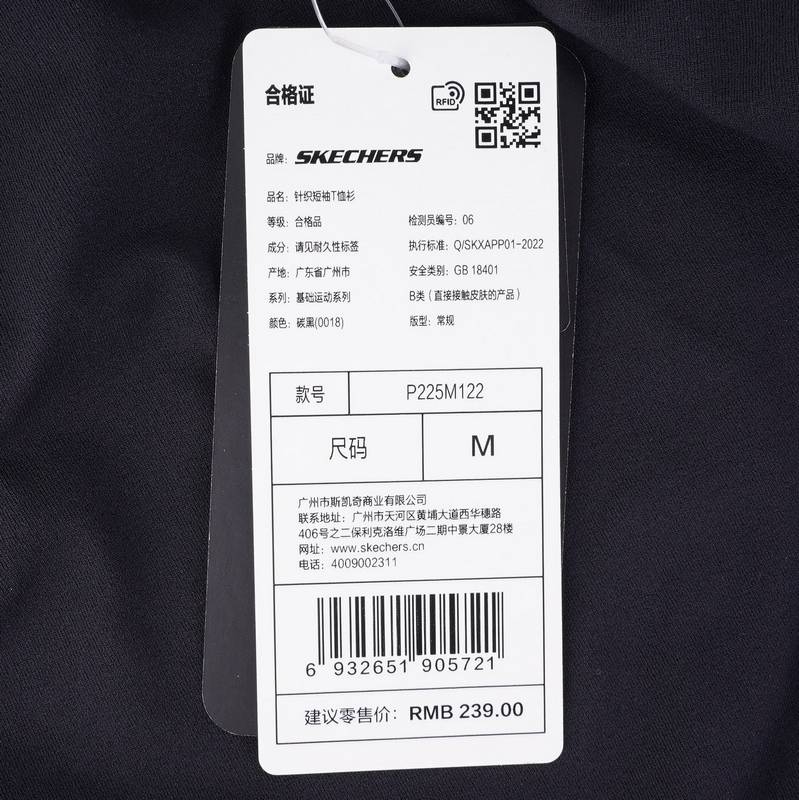 合格证
RFID
品牌: SKECHERS
品名: 针织短袖T恤衫
等级: 合格品 检测员编号: 06
成分: 请见耐久性标签 执行标准: Q/SKXAPP01-2022
产地: 广东省广州市 安全类别: GB 18401
系列: 基础运动系列 B类（直接接触皮肤的产品）
颜色: 碳黑(0018) 版型: 常规
款号 P225M122
尺码 M
广州市斯凯奇商业有限公司
联系地址: 广州市天河区黄埔大道西华穗路
406号之二保利克洛维广场二期中景大厦28楼
网址: www.skechers.cn
电话: 4009002311
6 932651 905721
建议零售价: RMB 239.00